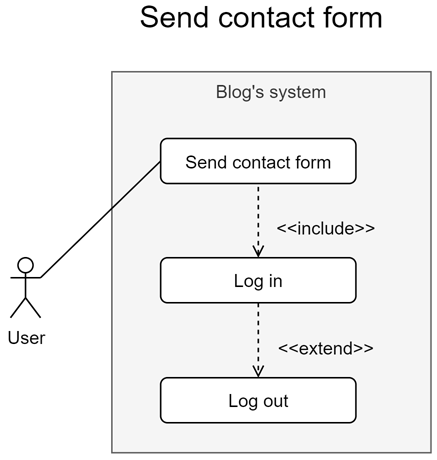 Send contact form
Blog's system
Send contact form
<<include>>
Log in
User
<<extend>>
Log out